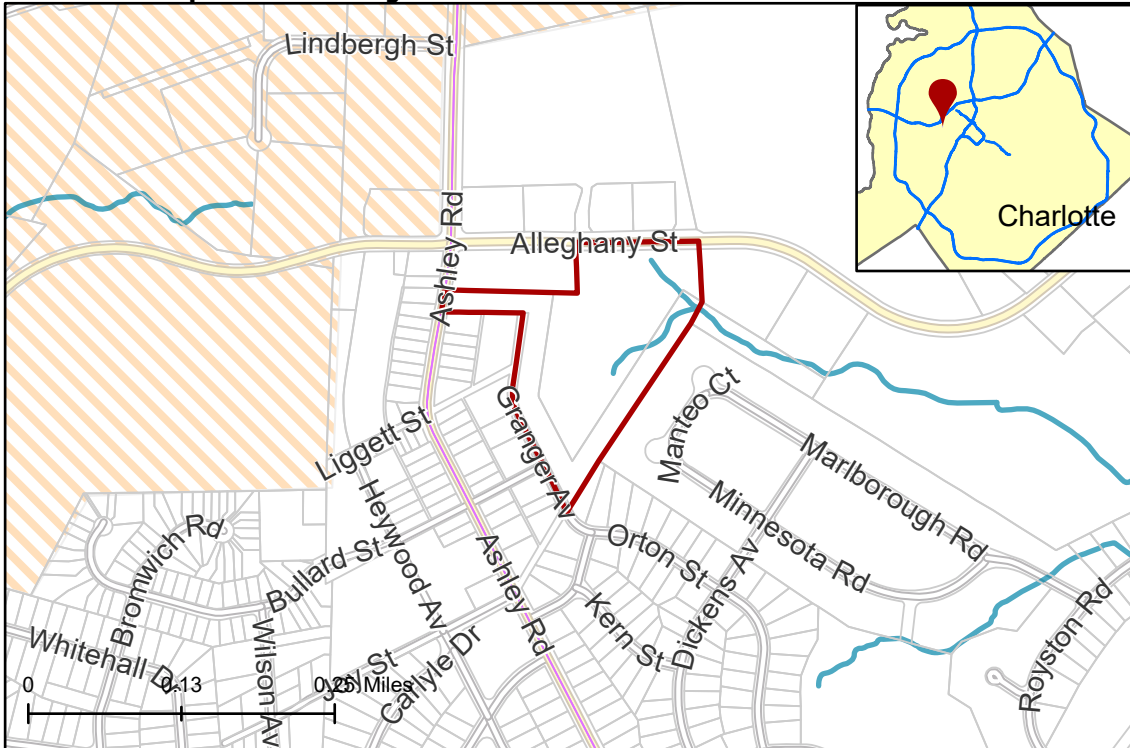 Lindbergh St
Charlotte
Ashley Rd
Alleghany St
Granger Av
Manteo Ct
Liggett St
Marlborough Rd
Heywood Av
Minnesota Rd
Bromwich Rd
Bullard St
Ashley Rd
Orton St
Dickens Av
Kern St
Royston Rd
Whitehall Dr
Wilson Av
St
Carlyle Dr
0
0.13
0.25 Miles